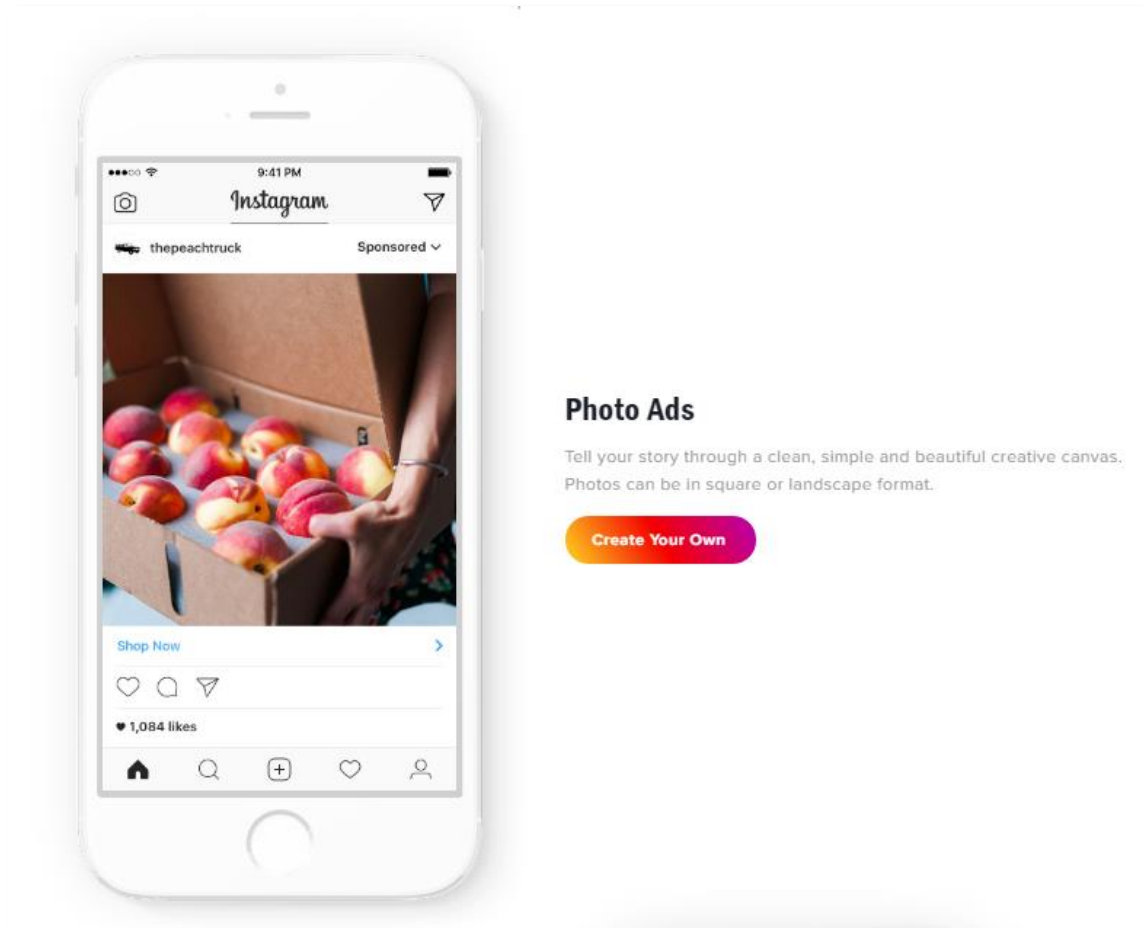 9:41 PM
Instagram
thepeachtruck Sponsored
Shop Now
1,084 likes
Photo Ads
Tell your story through a clean, simple and beautiful creative canvas.
Photos can be in square or landscape format.
Create Your Own